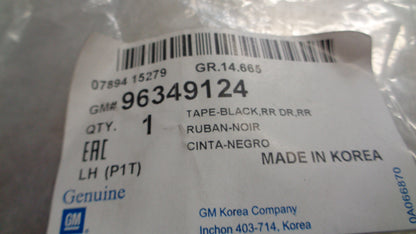 07894 15279 GR.14.665
GM# 96349124
QTY. 1 TAPE-BLACK,RR DR,RR
RUBAN-NOIR
EAC CINTA-NEGRO
LH (P1T) MADE IN KOREA
Genuine
GM GM Korea Company
Inchon 403-714, Korea
0A066870